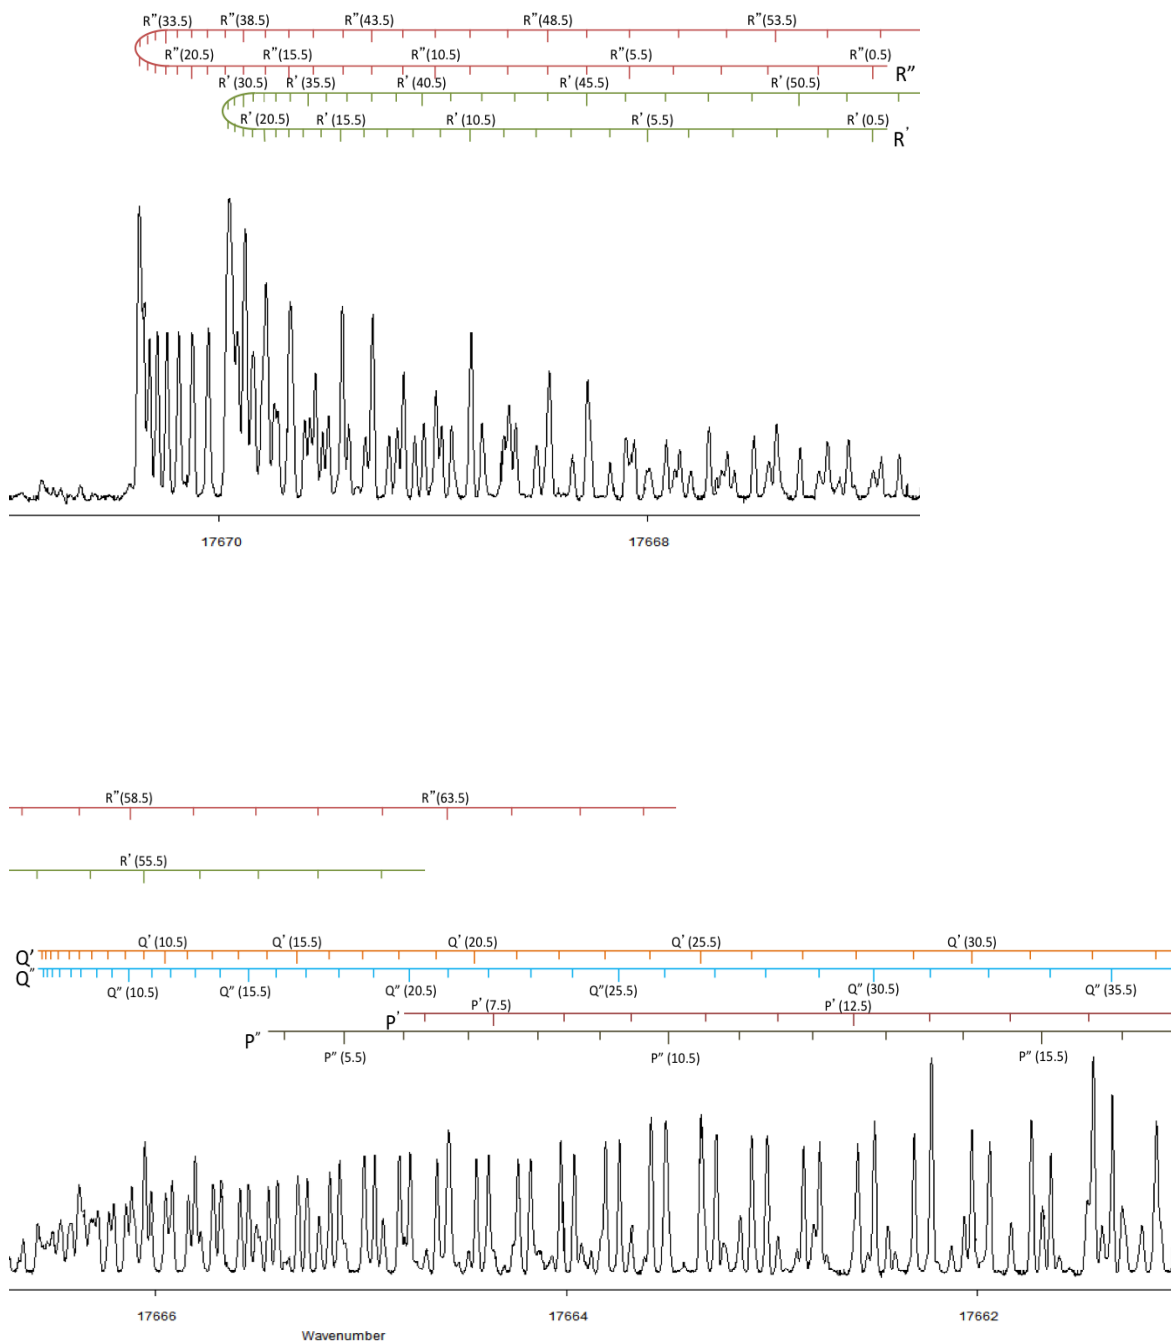 R″(33.5) R″(38.5) R″(43.5) R″(48.5) R″(53.5)
R″(20.5) R″(15.5) R″(10.5) R″(5.5) R″(0.5)
R″
R′ (30.5) R′ (35.5) R′ (40.5) R′ (45.5) R′ (50.5)
R′ (20.5) R′ (15.5) R′ (10.5) R′ (5.5) R′ (0.5)
R′
17670 17668
R″(58.5) R″(63.5)
R′ (55.5)
Q′ (10.5) Q′ (15.5) Q′ (20.5) Q′ (25.5) Q′ (30.5)
Q′
Q″
Q″ (10.5) Q″ (15.5) Q″ (20.5) Q″(25.5) Q″ (30.5) Q″ (35.5)
P′ (7.5) P′ (12.5)
P′
P″
P″ (5.5) P″ (10.5) P″ (15.5)
17666 17664 17662
Wavenumber